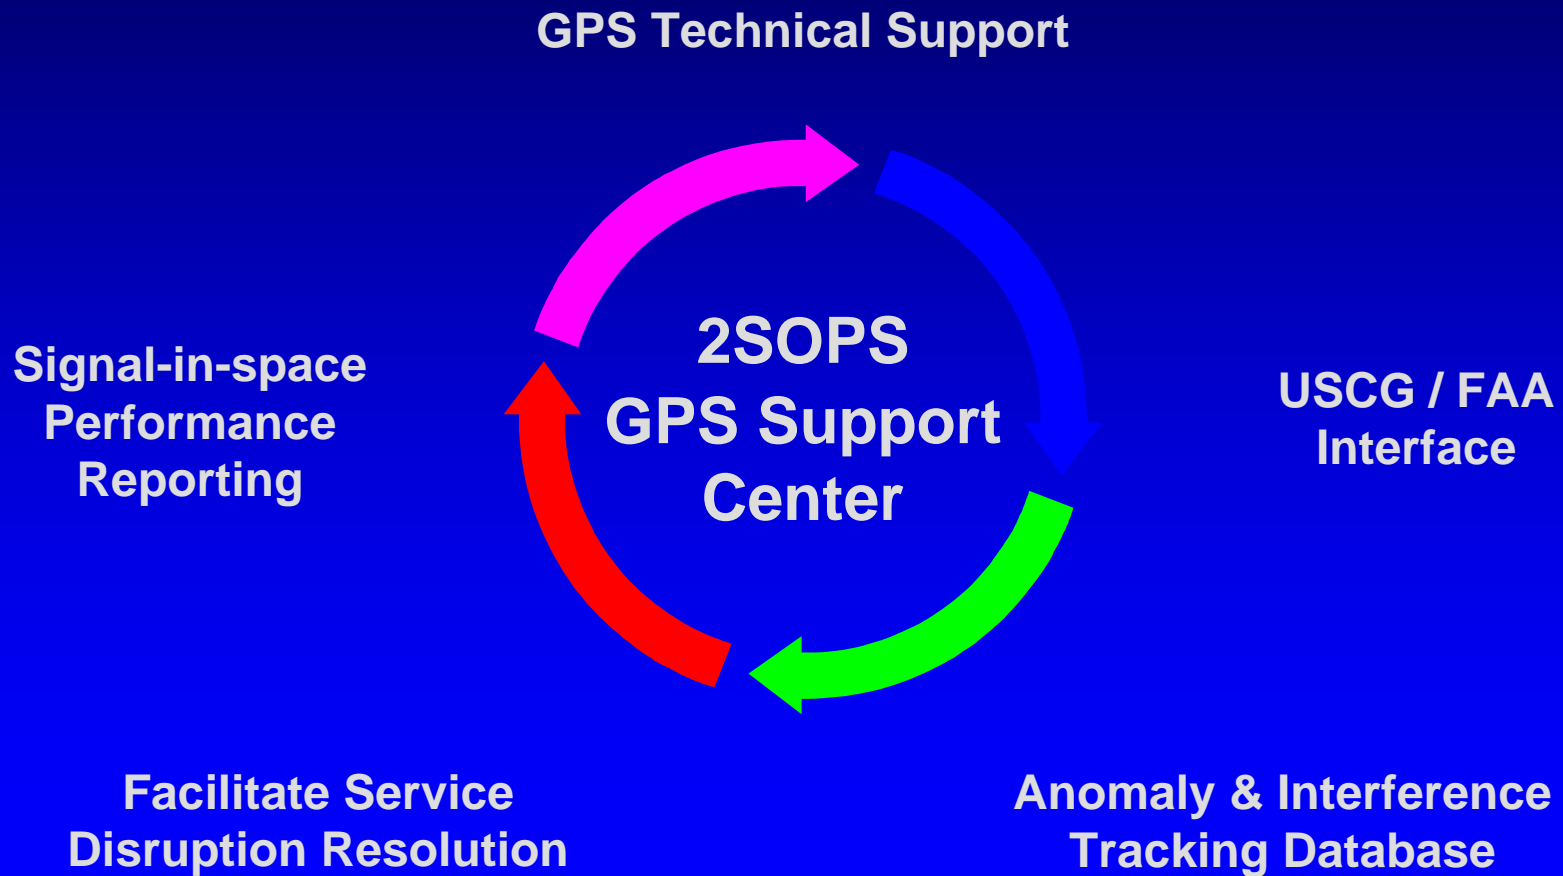 GPS Technical Support
2SOPS
GPS Support
Center
Signal-in-space
Performance
Reporting
USCG / FAA
Interface
Facilitate Service
Disruption Resolution
Anomaly & Interference
Tracking Database